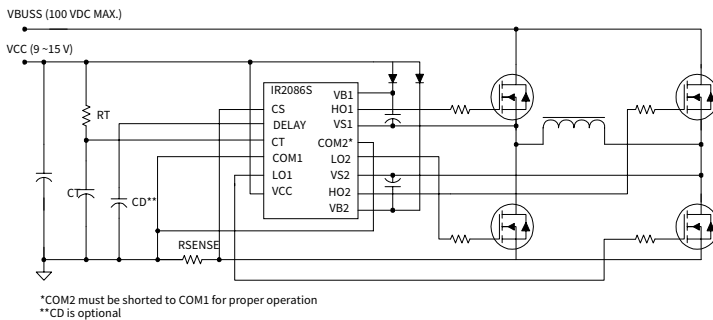 VBUSS (100 VDC MAX.)
VCC (9 ~15 V)
IR2086S
VB1
CS
HO1
RT
DELAY
VS1
CT
COM2*
COM1
LO2
LO1
VS2
CT
VCC
HO2
CD**
VB2
RSENSE
*COM2 must be shorted to COM1 for proper operation
**CD is optional